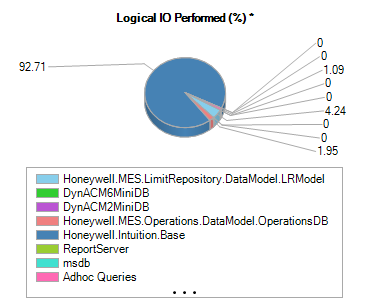 Logical IO Performed (%) *
0
92.71
0
1.09
0
0
4.24
0
0
1.95
Honeywell.MES.LimitRepository.DataModel.LRModel
DynACM6MiniDB
DynACM2MiniDB
Honeywell.MES.Operations.DataModel.OperationsDB
Honeywell.Intuition.Base
ReportServer
msdb
Adhoc Queries
...